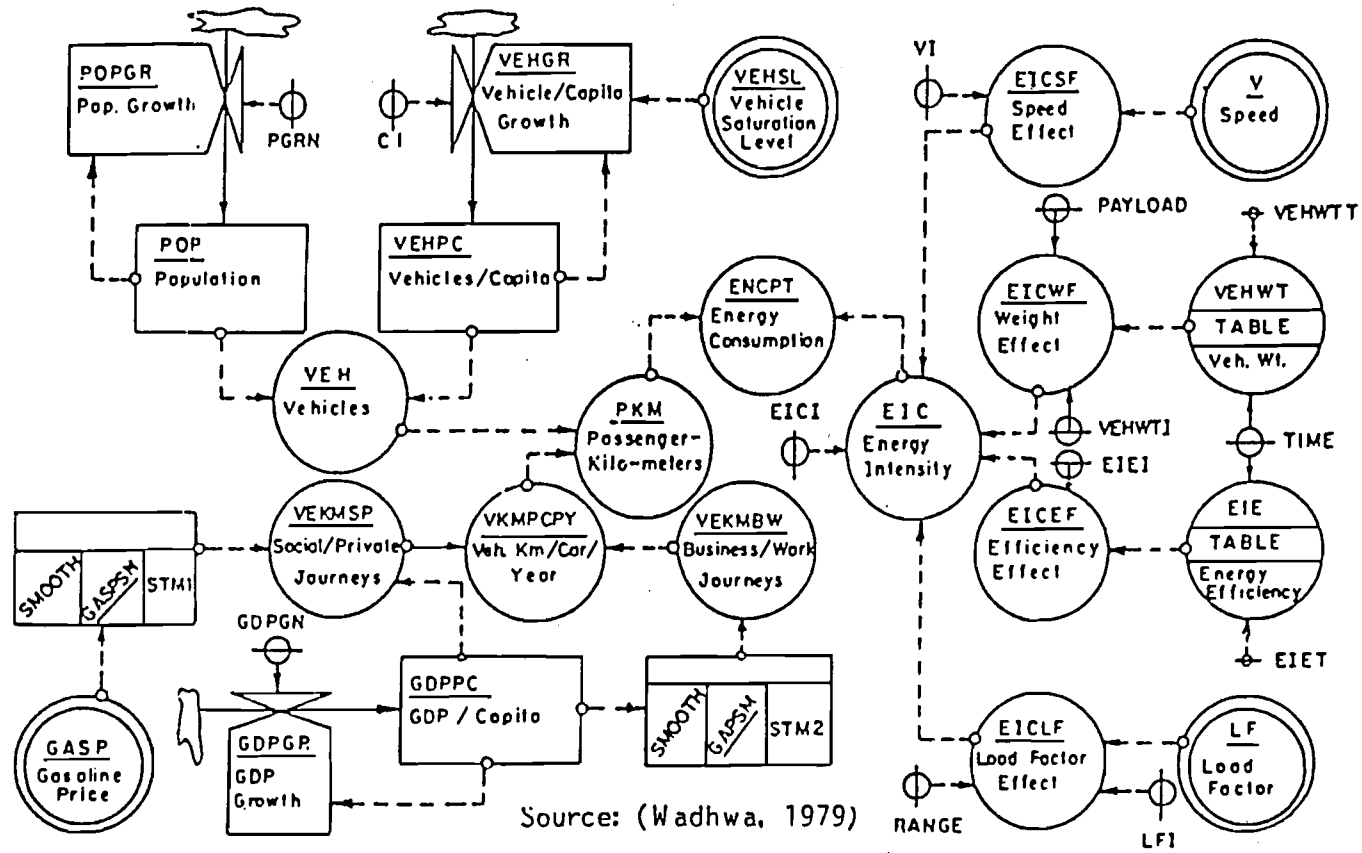 POPGR
Pop. Growth
PGRN
CI
VEHGR
Vehicle/Capita
Growth
VEHSL
Vehicle
Saturation
Level
VI
EICSF
Speed
Effect
V
Speed
POP
Population
VEHPC
Vehicles/Capita
ENCPT
Energy
Consumption
PAYLOAD
EICWF
Weight
Effect
VEHWTT
VEHWT
TABLE
Veh. Wt.
VEH
Vehicles
PKM
Passenger-
Kilo-meters
EICI
EIC
Energy
Intensity
VEHWTI
EIEI
TIME
SMOOTH
GASPSM
STM1
VEKMSP
Social/Private
Journeys
VKMPCPY
Veh. Km/Car/
Year
VEKMBW
Business/Work
Journeys
EICEF
Efficiency
Effect
EIE
TABLE
Energy
Efficiency
EIET
GASP
Gasoline
Price
GDPGN
GDPGR
GDP
Growth
GDPPC
GDP / Capita
SMOOTH
GAPSM
STM2
EICLF
Load Factor
Effect
LF
Load
Factor
RANGE
LFI
Source: (Wadhwa, 1979)